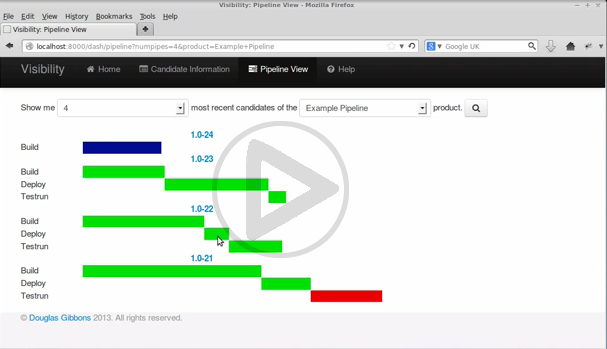 Visibility: Pipeline View - Mozilla Firefox
File Edit View History Bookmarks Tools Help
Visibility: Pipeline View
localhost:8000/dash/pipeline?numpipes=4&product=Example+Pipeline
Google UK
Visibility Home Candidate Information Pipeline View Help
Show me 4 most recent candidates of the Example Pipeline product.
1.0-24
Build
1.0-23
Build
Deploy
Testrun
1.0-22
Build
Deploy
Testrun
1.0-21
Build
Deploy
Testrun
© Douglas Gibbons 2013. All rights reserved.